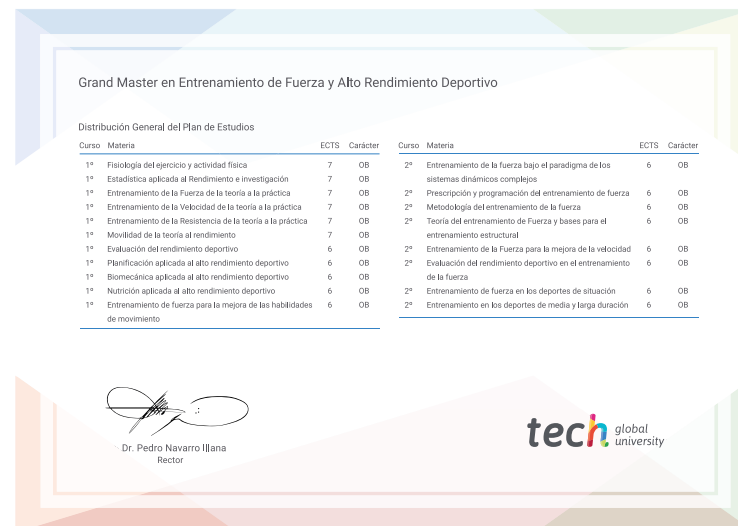 Grand Master en Entrenamiento de Fuerza y Alto Rendimiento Deportivo
Distribución General del Plan de Estudios
Curso Materia ECTS Carácter
1º Fisiología del ejercicio y actividad física 7 OB
1º Estadística aplicada al Rendimiento e investigación 7 OB
1º Entrenamiento de la Fuerza de la teoría a la práctica 7 OB
1º Entrenamiento de la Velocidad de la teoría a la práctica 7 OB
1º Entrenamiento de la Resistencia de la teoría a la práctica 7 OB
1º Movilidad de la teoría al rendimiento 7 OB
1º Evaluación del rendimiento deportivo 6 OB
1º Planificación aplicada al alto rendimiento deportivo 6 OB
1º Biomecánica aplicada al alto rendimiento deportivo 6 OB
1º Nutrición aplicada al alto rendimiento deportivo 6 OB
1º Entrenamiento de fuerza para la mejora de las habilidades 6 OB
de movimiento
Curso Materia ECTS Carácter
2º Entrenamiento de la fuerza bajo el paradigma de los 6 OB
sistemas dinámicos complejos
2º Prescripción y programación del entrenamiento de fuerza 6 OB
2º Metodología del entrenamiento de la fuerza 6 OB
2º Teoría del entrenamiento de Fuerza y bases para el 6 OB
entrenamiento estructural
2º Entrenamiento de la Fuerza para la mejora de la velocidad 6 OB
2º Evaluación del rendimiento deportivo en el entrenamiento 6 OB
de la fuerza
2º Entrenamiento de fuerza en los deportes de situación 6 OB
2º Entrenamiento en los deportes de media y larga duración 6 OB
Dr. Pedro Navarro Illana
Rector
tech global
university